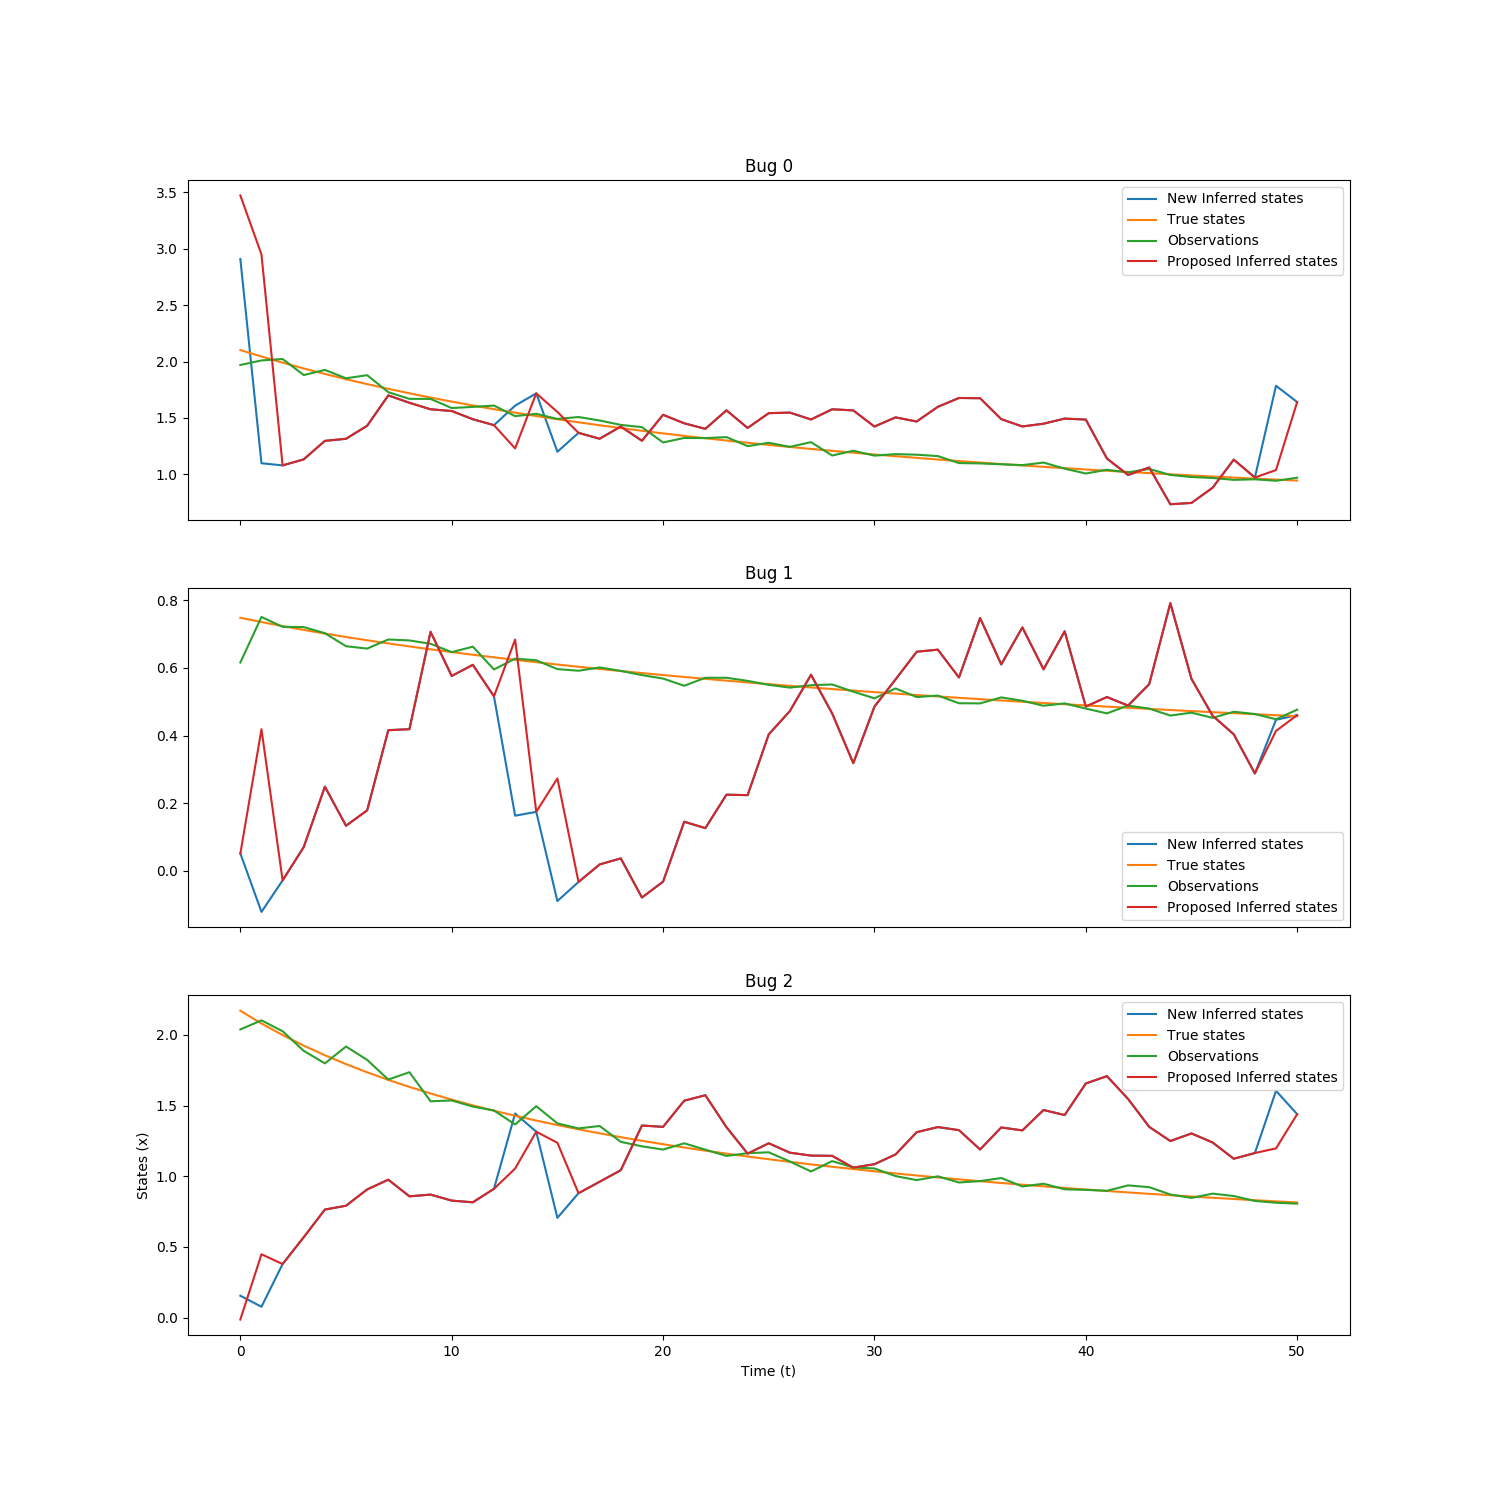 Bug 0
3.5
3.0
2.5
2.0
1.5
1.0
New Inferred states
True states
Observations
Proposed Inferred states
Bug 1
0.8
0.6
0.4
0.2
0.0
New Inferred states
True states
Observations
Proposed Inferred states
Bug 2
2.0
1.5
1.0
0.5
0.0
New Inferred states
True states
Observations
Proposed Inferred states
States (x)
0 10 20 30 40 50
Time (t)